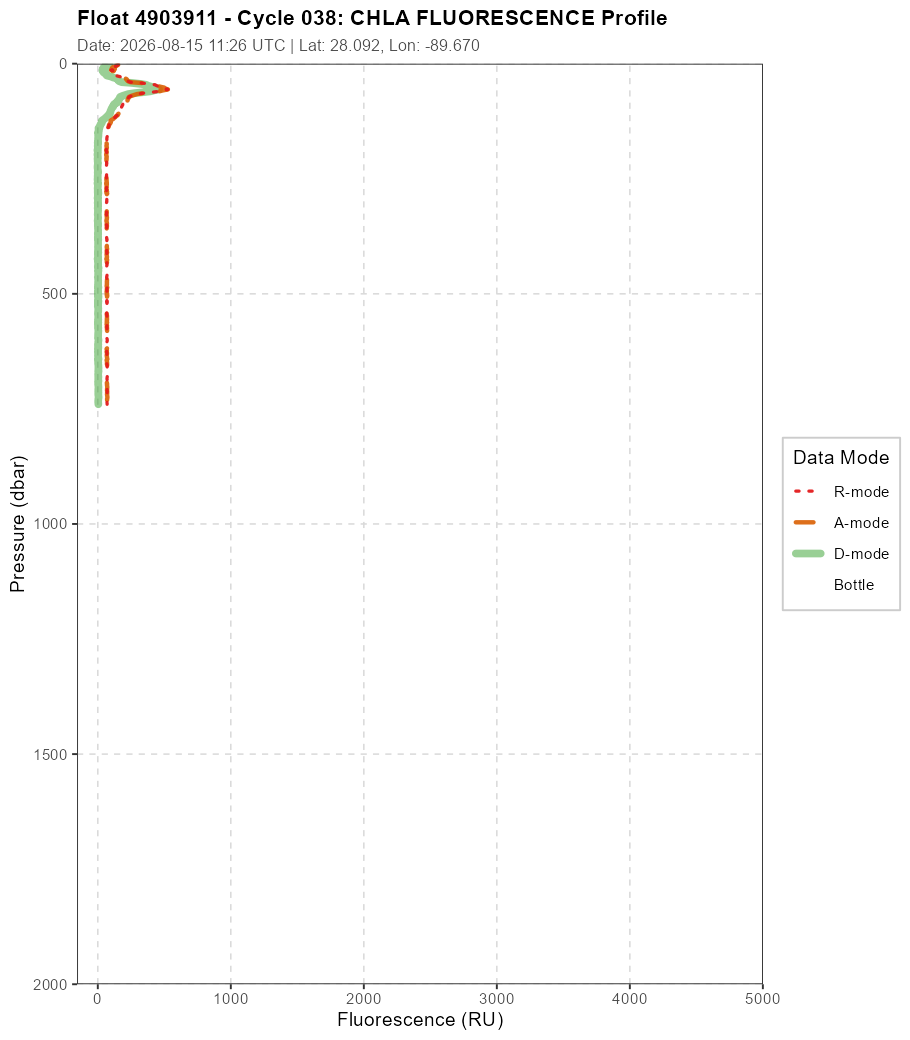 Float 4903911 - Cycle 038: CHLA FLUORESCENCE Profile
Date: 2026-08-15 11:26 UTC | Lat: 28.092, Lon: -89.670
0
500
1000
1500
2000
Pressure (dbar)
0 1000 2000 3000 4000 5000
Fluorescence (RU)
Data Mode
R-mode
A-mode
D-mode
Bottle